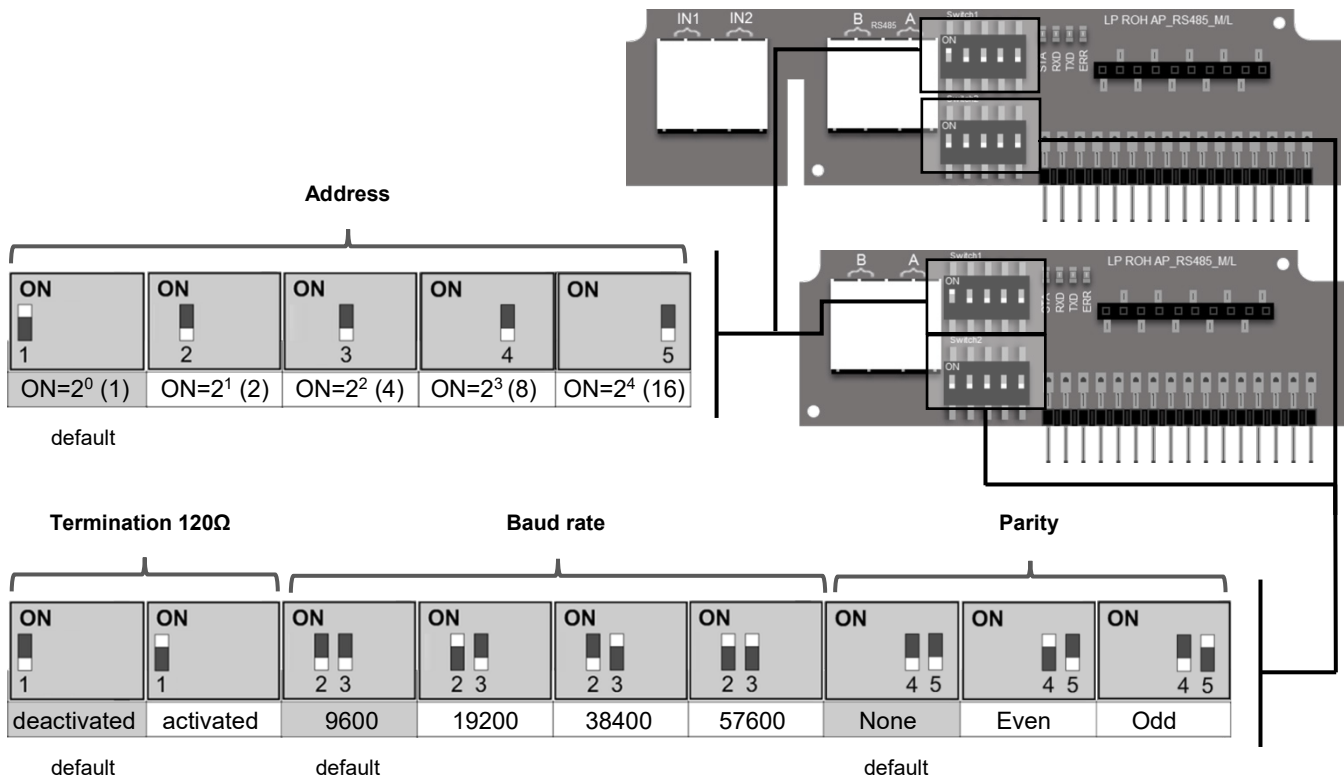 IN1 IN2 B RS485 A Switch1 LP ROH AP_RS485_M/L
ON
STA RXD TXD ERR
Switch2
ON
Address
B A Switch1 LP ROH AP_RS485_M/L
ON
STA RXD TXD ERR
Switch2
ON
ON ON ON ON ON
1 2 3 4 5
ON=2⁰ (1) ON=2¹ (2) ON=2² (4) ON=2³ (8) ON=2⁴ (16)
default
Termination 120Ω Baud rate Parity
ON ON ON ON ON ON ON ON ON
1 1 2 3 2 3 2 3 2 3 4 5 4 5 4 5
deactivated activated 9600 19200 38400 57600 None Even Odd
default default default